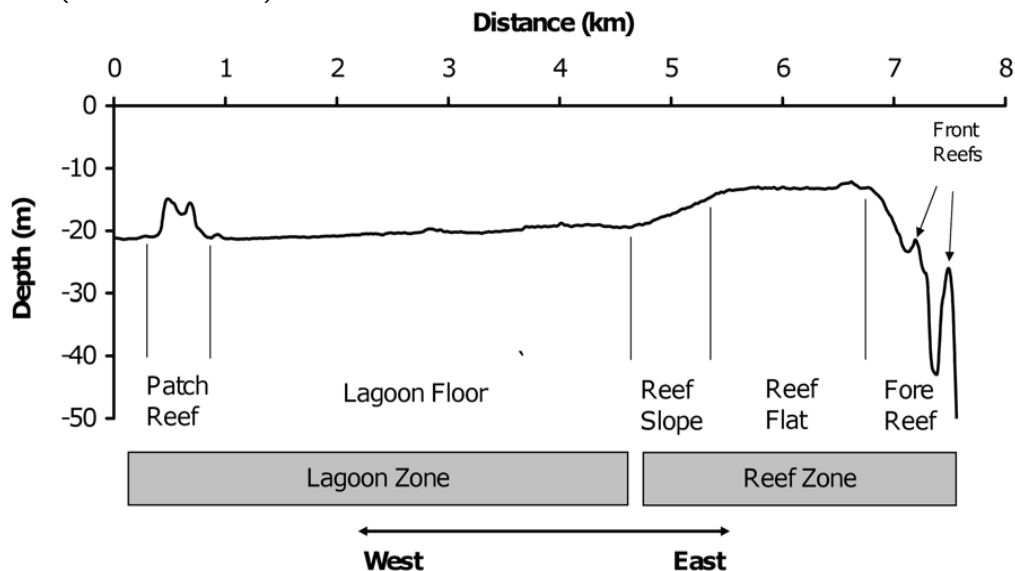 Distance (km)
0 1 2 3 4 5 6 7 8
0
-10
-20
-30
-40
-50
Depth (m)
Front
Reefs
Patch
Reef
Lagoon Floor
Reef
Slope
Reef
Flat
Fore
Reef
Lagoon Zone
Reef Zone
West
East